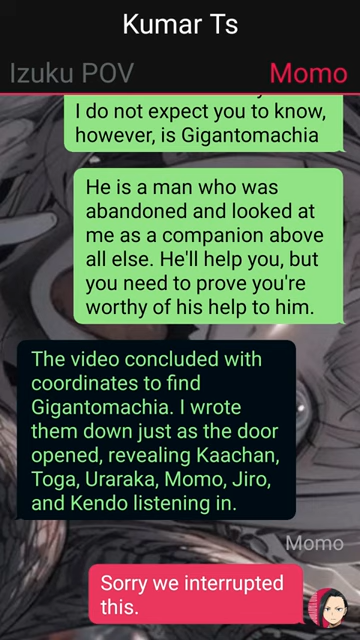 Kumar Ts
Izuku POV
Momo
I do not expect you to know,
however, is Gigantomachia
He is a man who was
abandoned and looked at
me as a companion above
all else. He'll help you, but
you need to prove you're
worthy of his help to him.
The video concluded with
coordinates to find
Gigantomachia. I wrote
them down just as the door
opened, revealing Kaachan,
Toga, Uraraka, Momo, Jiro,
and Kendo listening in.
Momo
Sorry we interrupted
this.